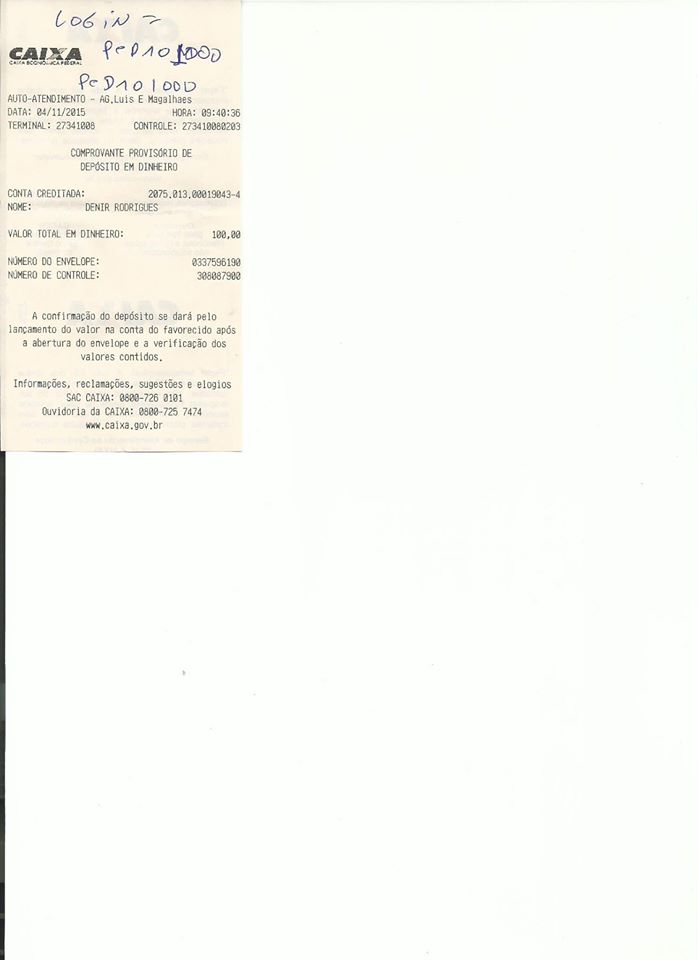 LOGiN =
PeDRO1000
PeDRO1000
CAIXA
CAIXA ECONÔMICA FEDERAL
AUTO-ATENDIMENTO - AG.Luis E Magalhaes
DATA: 04/11/2015 HORA: 09:40:36
TERMINAL: 27341008 CONTROLE: 273410080203
COMPROVANTE PROVISÓRIO DE
DEPÓSITO EM DINHEIRO
CONTA CREDITADA: 2075.013.00019043-4
NOME: DENIR RODRIGUES
VALOR TOTAL EM DINHEIRO: 100,00
NÚMERO DO ENVELOPE: 0337596190
NÚMERO DE CONTROLE: 308087900
A confirmação do depósito se dará pelo
lançamento do valor na conta do favorecido após
a abertura do envelope e a verificação dos
valores contidos.
Informações, reclamações, sugestões e elogios
SAC CAIXA: 0800-726 0101
Ouvidoria da CAIXA: 0800-725 7474
www.caixa.gov.br